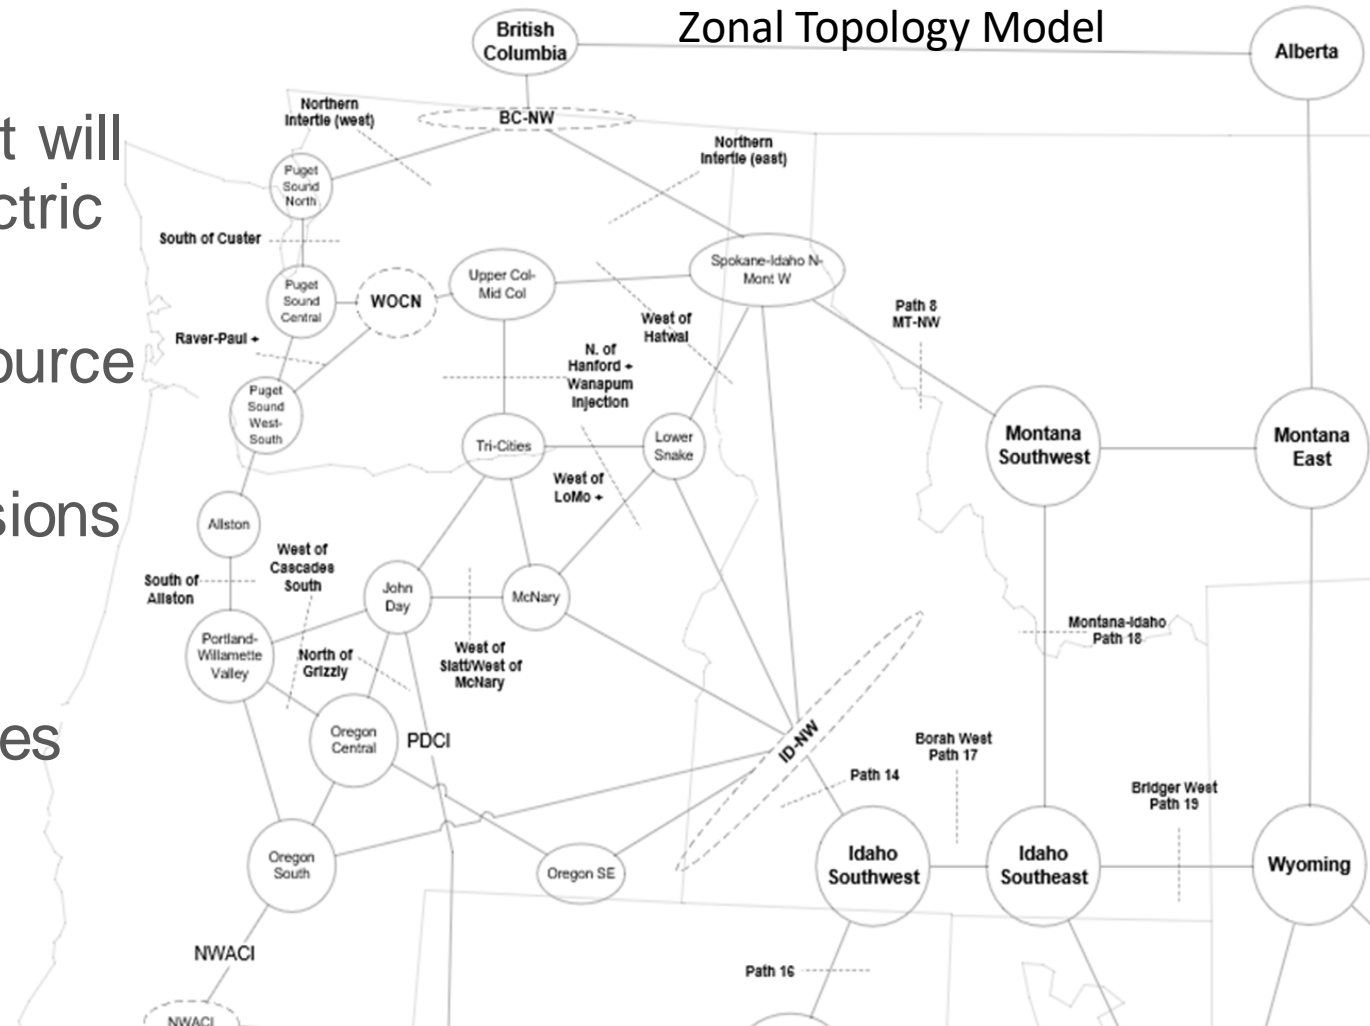 Zonal Topology Model
t will
ctric
ource
sions
es
British
Columbia
Alberta
BC-NW
Northern
Intertie (west)
Northern
Intertie (east)
Puget
Sound
North
South of Custer
Puget
Sound
Central
WOCN
Upper Col-
Mid Col
Spokane-Idaho N-
Mont W
Path 8
MT-NW
West of
Hatwai
Raver-Paul +
N. of
Hanford +
Wanapum
Injection
Puget
Sound
West-
South
Tri-Cities
Lower
Snake
Montana
Southwest
Montana
East
West of
LoMo +
Allston
West of
Cascades
South
South of
Allston
John
Day
McNary
Portland-
Willamette
Valley
North of
Grizzly
West of
Slatt/West of
McNary
Montana-Idaho
Path 18
Oregon
Central
PDCI
ID-NW
Borah West
Path 17
Path 14
Bridger West
Path 19
Oregon
South
Oregon SE
Idaho
Southwest
Idaho
Southeast
Wyoming
NWACI
Path 16
NWACI